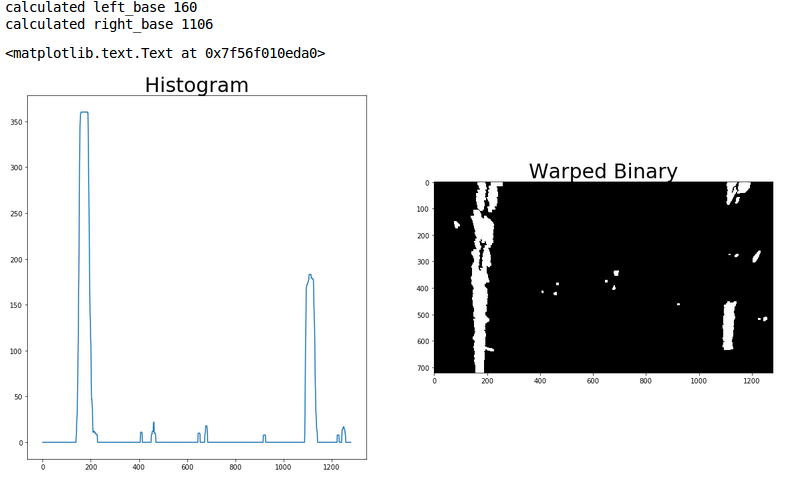 calculated left_base 160
calculated right_base 1106
<matplotlib.text.Text at 0x7f56f010eda0>
Histogram
350
300
250
200
150
100
50
0
0 200 400 600 800 1000 1200
Warped Binary
0
100
200
300
400
500
600
700
0 200 400 600 800 1000 1200